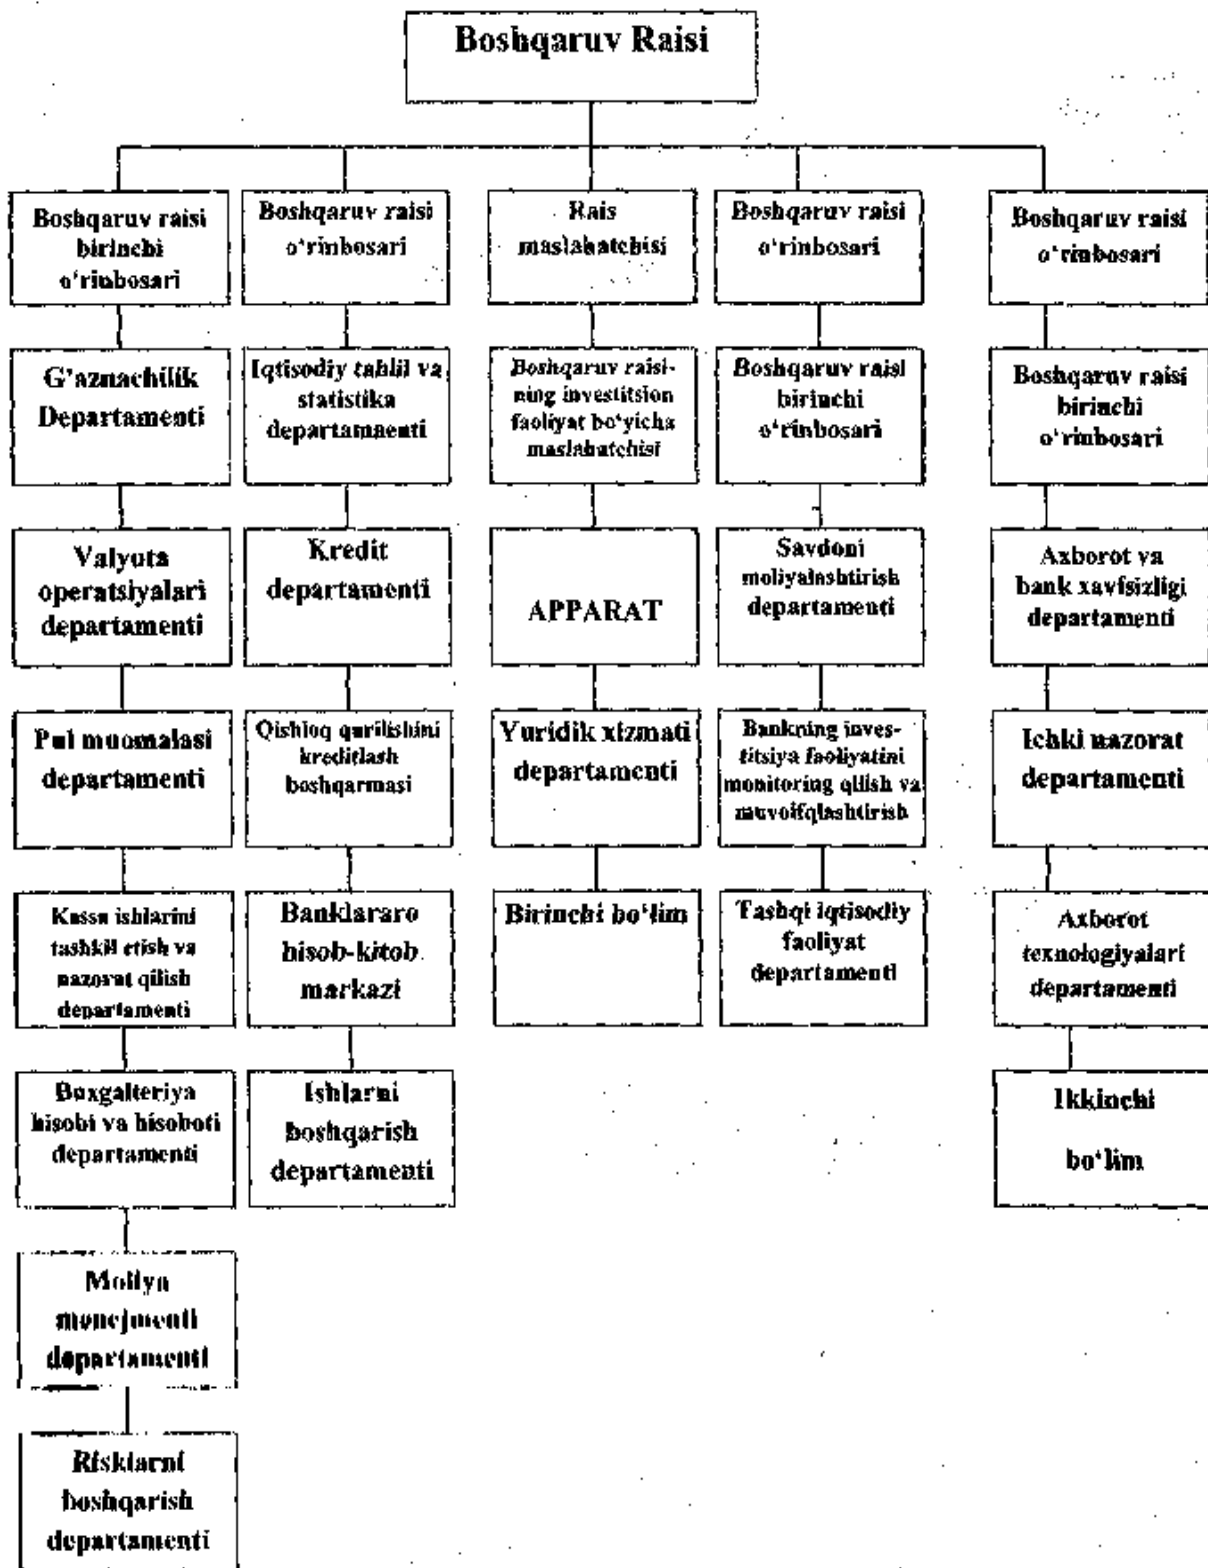 Boshqaruv Raisi
Boshqaruv raisi
birinchi
o‘rinbosari
Boshqaruv raisi
o‘rinbosari
Rais
maslahatchisi
Boshqaruv raisi
o‘rinbosari
Boshqaruv raisi
o‘rinbosari
G’aznachilik
Departamenti
Iqtisodiy tahlil va
statistika
departamnenti
Boshqaruv raisi-
ning investitsion
faoliyat bo‘yicha
maslahatchisi
Boshqaruv raisi
birinchi
o‘rinbosari
Boshqaruv raisi
birinchi
o‘rinbosari
Valyuta
operatsiyalari
departamenti
Kredit
departamenti
APPARAT
Savdoni
moliyalashtirish
departamenti
Axborot va
bank xavfsizligi
departamenti
Pul muomalasi
departamenti
Qishloq qurilishini
kreditlash
boshqarmasi
Yuridik xizmati
departamenti
Bankning inves-
titsiya faoliyatini
monitoring qilish va
muvoifqlashtirish
Ichki nazorat
departamenti
Kassa ishlarini
tashkil etish va
nazorat qilish
departamenti
Banklararo
hisob-kitob
markazi
Birinchi bo‘lim
Tashqi iqtisodiy
faoliyat
departamenti
Axborot
texnologiyalari
departamenti
Buxgalteriya
hisobi va hisoboti
departamenti
Ishlarni
boshqarish
departamenti
Ikkinchi
bo‘lim
Moliya
menejmenti
departamenti
Risklarni
boshqarish
departamenti